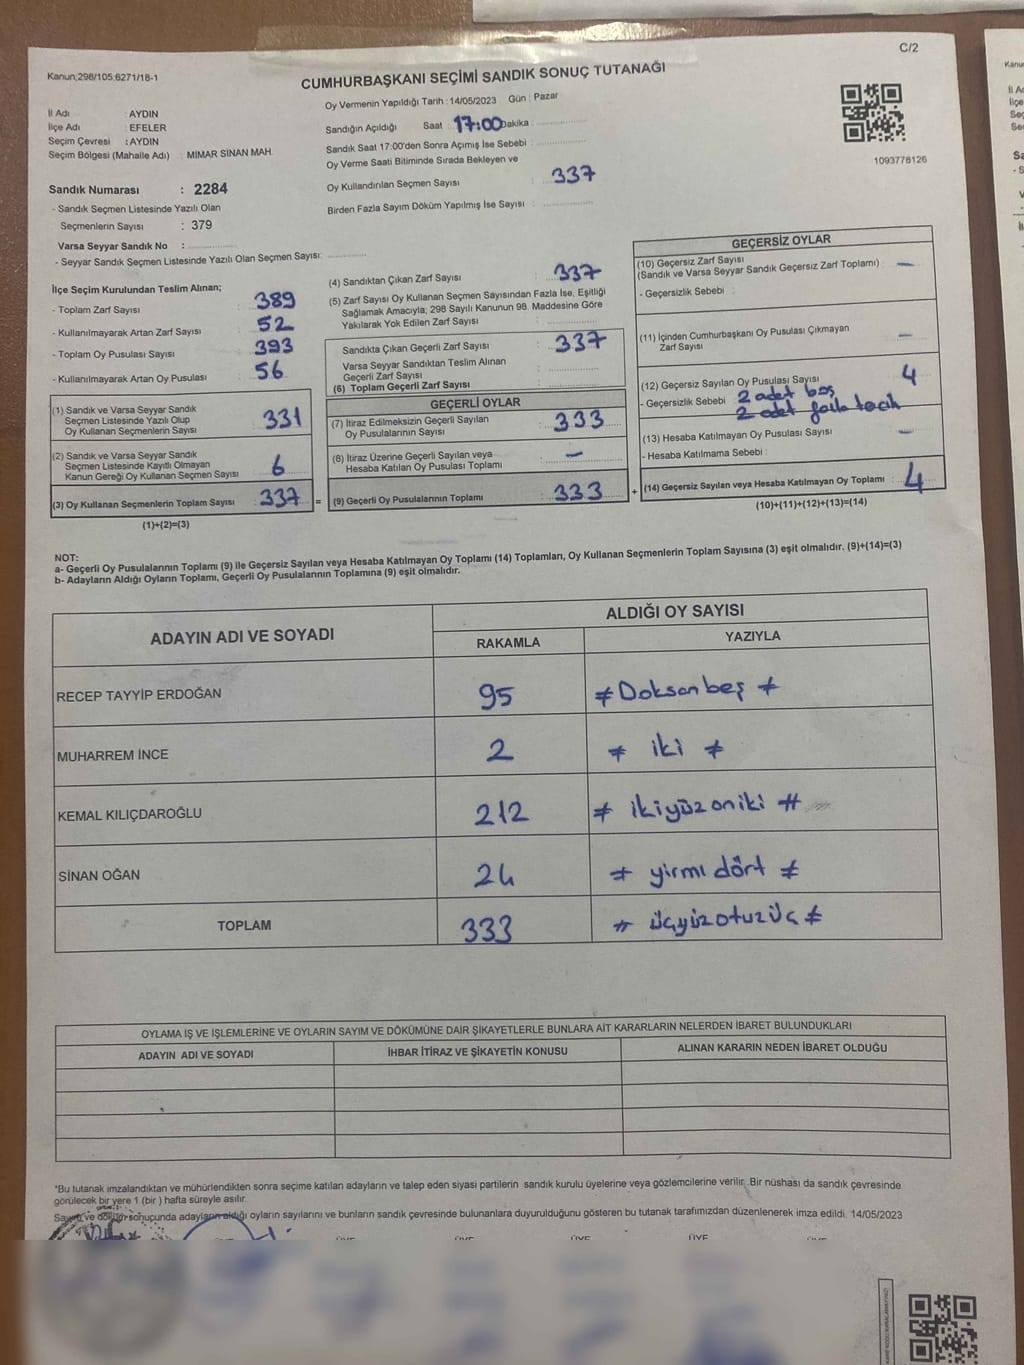 C/2
Kanun;298/105;6271/18-1
CUMHURBAŞKANI SEÇİMİ SANDIK SONUÇ TUTANAĞI
İl Adı : AYDIN
İlçe Adı : EFELER
Seçim Çevresi : AYDIN
Seçim Bölgesi (Mahalle Adı) : MİMAR SİNAN MAH.
Sandık Numarası : 2284
- Sandık Seçmen Listesinde Yazılı Olan
Seçmenlerin Sayısı : 379
Varsa Seyyar Sandık No :
- Seyyar Sandık Seçmen Listesinde Yazılı Olan Seçmen Sayısı:
Oy Vermenin Yapıldığı Tarih : 14/05/2023 Gün : Pazar
Sandığın Açıldığı Saat 17:00 Dakika :
Sandık Saat 17:00'den Sonra Açımış İse Sebebi :
Oy Verme Saati Bitiminde Sırada Bekleyen ve
Oy Kullandırılan Seçmen Sayısı : 337
Birden Fazla Sayım Döküm Yapılmış İse Sayısı :
1093778126
İlçe Seçim Kurulundan Teslim Alınan;
- Toplam Zarf Sayısı : 389
- Kullanılmayarak Artan Zarf Sayısı : 52
- Toplam Oy Pusulası Sayısı : 393
- Kullanılmayarak Artan Oy Pusulası : 56
(1) Sandık ve Varsa Seyyar Sandık
Seçmen Listesinde Yazılı Olup
Oy Kullanan Seçmenlerin Sayısı : 331
(2) Sandık ve Varsa Seyyar Sandık
Seçmen Listesinde Kayıtlı Olmayan
Kanun Gereği Oy Kullanan Seçmen Sayısı : 6
(3) Oy Kullanan Seçmenlerin Toplam Sayısı : 337 =
(1)+(2)=(3)
(4) Sandıktan Çıkan Zarf Sayısı : 337
(5) Zarf Sayısı Oy Kullanan Seçmen Sayısından Fazla İse, Eşitliği
Sağlamak Amacıyla; 298 Sayılı Kanunun 98. Maddesine Göre
Yakılarak Yok Edilen Zarf Sayısı :
Sandıkta Çıkan Geçerli Zarf Sayısı : 337
Varsa Seyyar Sandıktan Teslim Alınan
Geçerli Zarf Sayısı :
(6) Toplam Geçerli Zarf Sayısı :
GEÇERLİ OYLAR
(7) İtiraz Edilmeksizin Geçerli Sayılan
Oy Pusulalarının Sayısı : 333
(8) İtiraz Üzerine Geçerli Sayılan veya
Hesaba Katılan Oy Pusulası Toplamı : -
(9) Geçerli Oy Pusulalarının Toplamı : 333 +
GEÇERSİZ OYLAR
(10) Geçersiz Zarf Sayısı
(Sandık ve Varsa Seyyar Sandık Geçersiz Zarf Toplamı) : -
- Geçersizlik Sebebi :
(11) İçinden Cumhurbaşkanı Oy Pusulası Çıkmayan
Zarf Sayısı : -
(12) Geçersiz Sayılan Oy Pusulası Sayısı : 4
- Geçersizlik Sebebi : 2 adet boş
2 adet fazla tercih
(13) Hesaba Katılmayan Oy Pusulası Sayısı : -
- Hesaba Katılmama Sebebi :
(14) Geçersiz Sayılan veya Hesaba Katılmayan Oy Toplamı : 4
(10)+(11)+(12)+(13)=(14)
NOT:
a- Geçerli Oy Pusulalarının Toplamı (9) ile Geçersiz Sayılan veya Hesaba Katılmayan Oy Toplamı (14) Toplamları, Oy Kullanan Seçmenlerin Toplam Sayısına (3) eşit olmalıdır. (9)+(14)=(3)
b- Adayların Aldığı Oyların Toplamı, Geçerli Oy Pusulalarının Toplamına (9) eşit olmalıdır.
ADAYIN ADI VE SOYADI ALDIĞI OY SAYISI
RAKAMLA YAZIYLA
RECEP TAYYİP ERDOĞAN 95 ≠ Doksan beş ≠
MUHARREM İNCE 2 ≠ iki ≠
KEMAL KILIÇDAROĞLU 212 ≠ ikiyüz oniki #
SİNAN OĞAN 24 ≠ yirmi dört ≠
TOPLAM 333 # üçyüzotuzüç ≠
OYLAMA İŞ VE İŞLEMLERİNE VE OYLARIN SAYIM VE DÖKÜMÜNE DAİR ŞİKAYETLERLE BUNLARA AİT KARARLARIN NELERDEN İBARET BULUNDUKLARI
ADAYIN ADI VE SOYADI İHBAR İTİRAZ VE ŞİKAYETİN KONUSU ALINAN KARARIN NEDEN İBARET OLDUĞU
*Bu tutanak imzalandıktan ve mühürlendikten sonra seçime katılan adayların ve talep eden siyasi partilerin sandık kurulu üyelerine veya gözlemcilerine verilir. Bir nüshası da sandık çevresinde
görülecek bir yere 1 (bir ) hafta süreyle asılır.
Sayım ve döküm sonucunda adayların aldığı oyların sayılarını ve bunların sandık çevresinde bulunanlara duyurulduğunu gösteren bu tutanak tarafımızdan düzenlenerek imza edildi. 14/05/2023